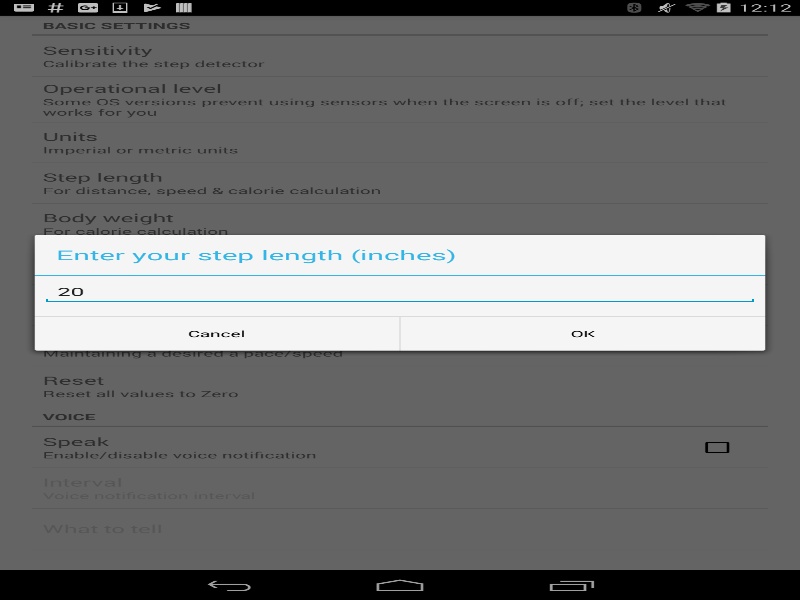 12:12
BASIC SETTINGS
Sensitivity
Calibrate the step detector
Operational level
Some OS versions prevent using sensors when the screen is off; set the level that
works for you
Units
Imperial or metric units
Step length
For distance, speed & calorie calculation
Body weight
For calorie calculation
Enter your step length (inches)
20
Cancel OK
Maintaining a desired a pace/speed
Reset
Reset all values to Zero
VOICE
Speak
Enable/disable voice notification
Interval
Voice notification interval
What to tell